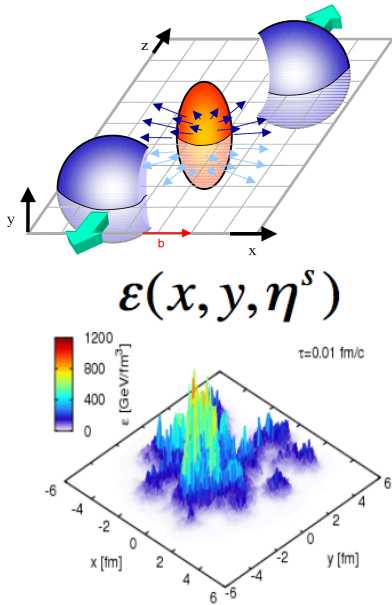 z
y
b
x
ε(x, y, η^s)
1200
800
400
0
ε [GeV/fm³]
τ=0.01 fm/c
-6
-4
-2
0
2
4
6
x [fm]
-6
-4
-2
0
2
4
6
y [fm]